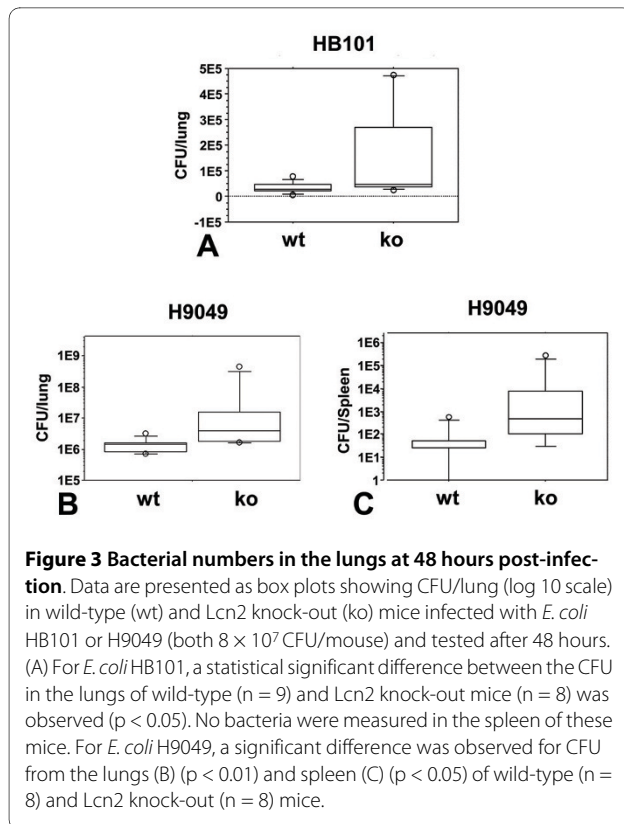 HB101
5E5
4E5
3E5
2E5
1E5
0
-1E5
CFU/lung
A
wt
ko
H9049
1E9
1E8
1E7
1E6
1E5
CFU/lung
B
wt
ko
H9049
1E6
1E5
1E4
1E3
1E2
1E1
1
CFU/Spleen
C
wt
ko
Figure 3 Bacterial numbers in the lungs at 48 hours post-infec-
tion. Data are presented as box plots showing CFU/lung (log 10 scale)
in wild-type (wt) and Lcn2 knock-out (ko) mice infected with E. coli
HB101 or H9049 (both 8 × 10⁷ CFU/mouse) and tested after 48 hours.
(A) For E. coli HB101, a statistical significant difference between the CFU
in the lungs of wild-type (n = 9) and Lcn2 knock-out mice (n = 8) was
observed (p < 0.05). No bacteria were measured in the spleen of these
mice. For E. coli H9049, a significant difference was observed for CFU
from the lungs (B) (p < 0.01) and spleen (C) (p < 0.05) of wild-type (n =
8) and Lcn2 knock-out (n = 8) mice.